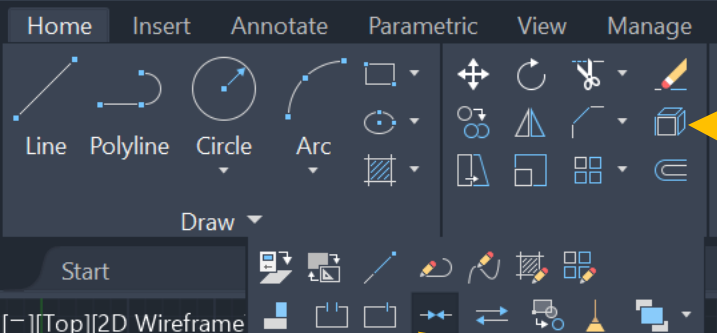 Home Insert Annotate Parametric View Manage
Line Polyline Circle Arc
Draw
Start
[−][Top][2D Wireframe